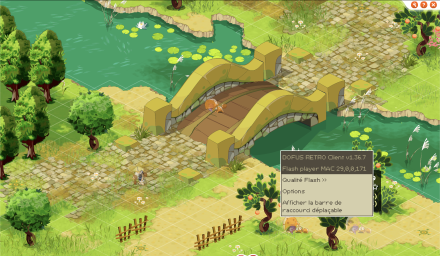 DOFUS RETRO Client v1.36.7
Flash player MAC 29,0,0,171
Qualité Flash >>
Options
Afficher la barre de
raccourci déplaçable